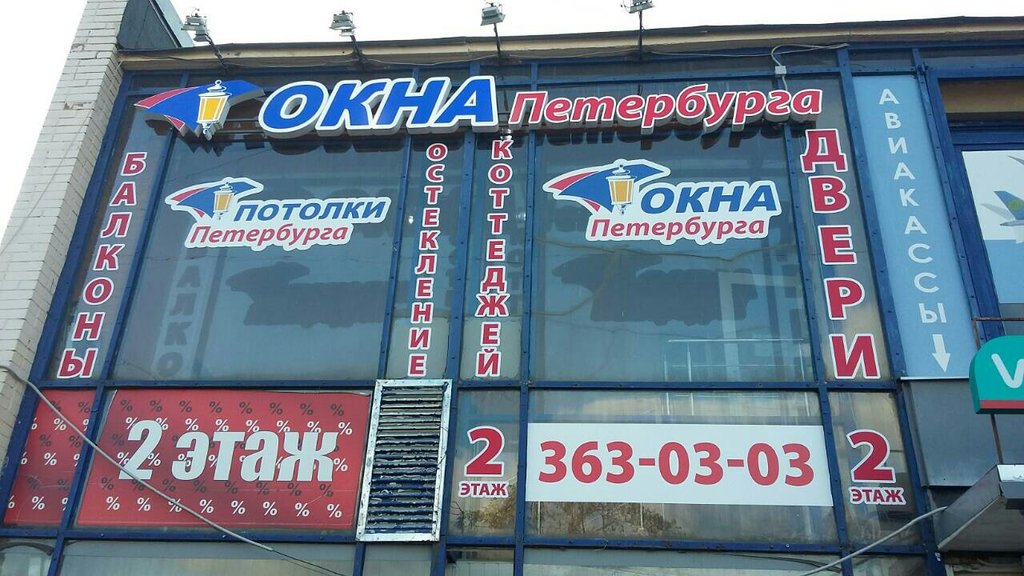 ОКНА Петербурга
БАЛКОНЫ
ПОТОЛКИ
Петербурга
ОСТЕКЛЕНИЕ
КОТТЕДЖЕЙ
ОКНА
Петербурга
ДВЕРИ
АВИАКАССЫ
2 этаж
2
ЭТАЖ
363-03-03
2
ЭТАЖ